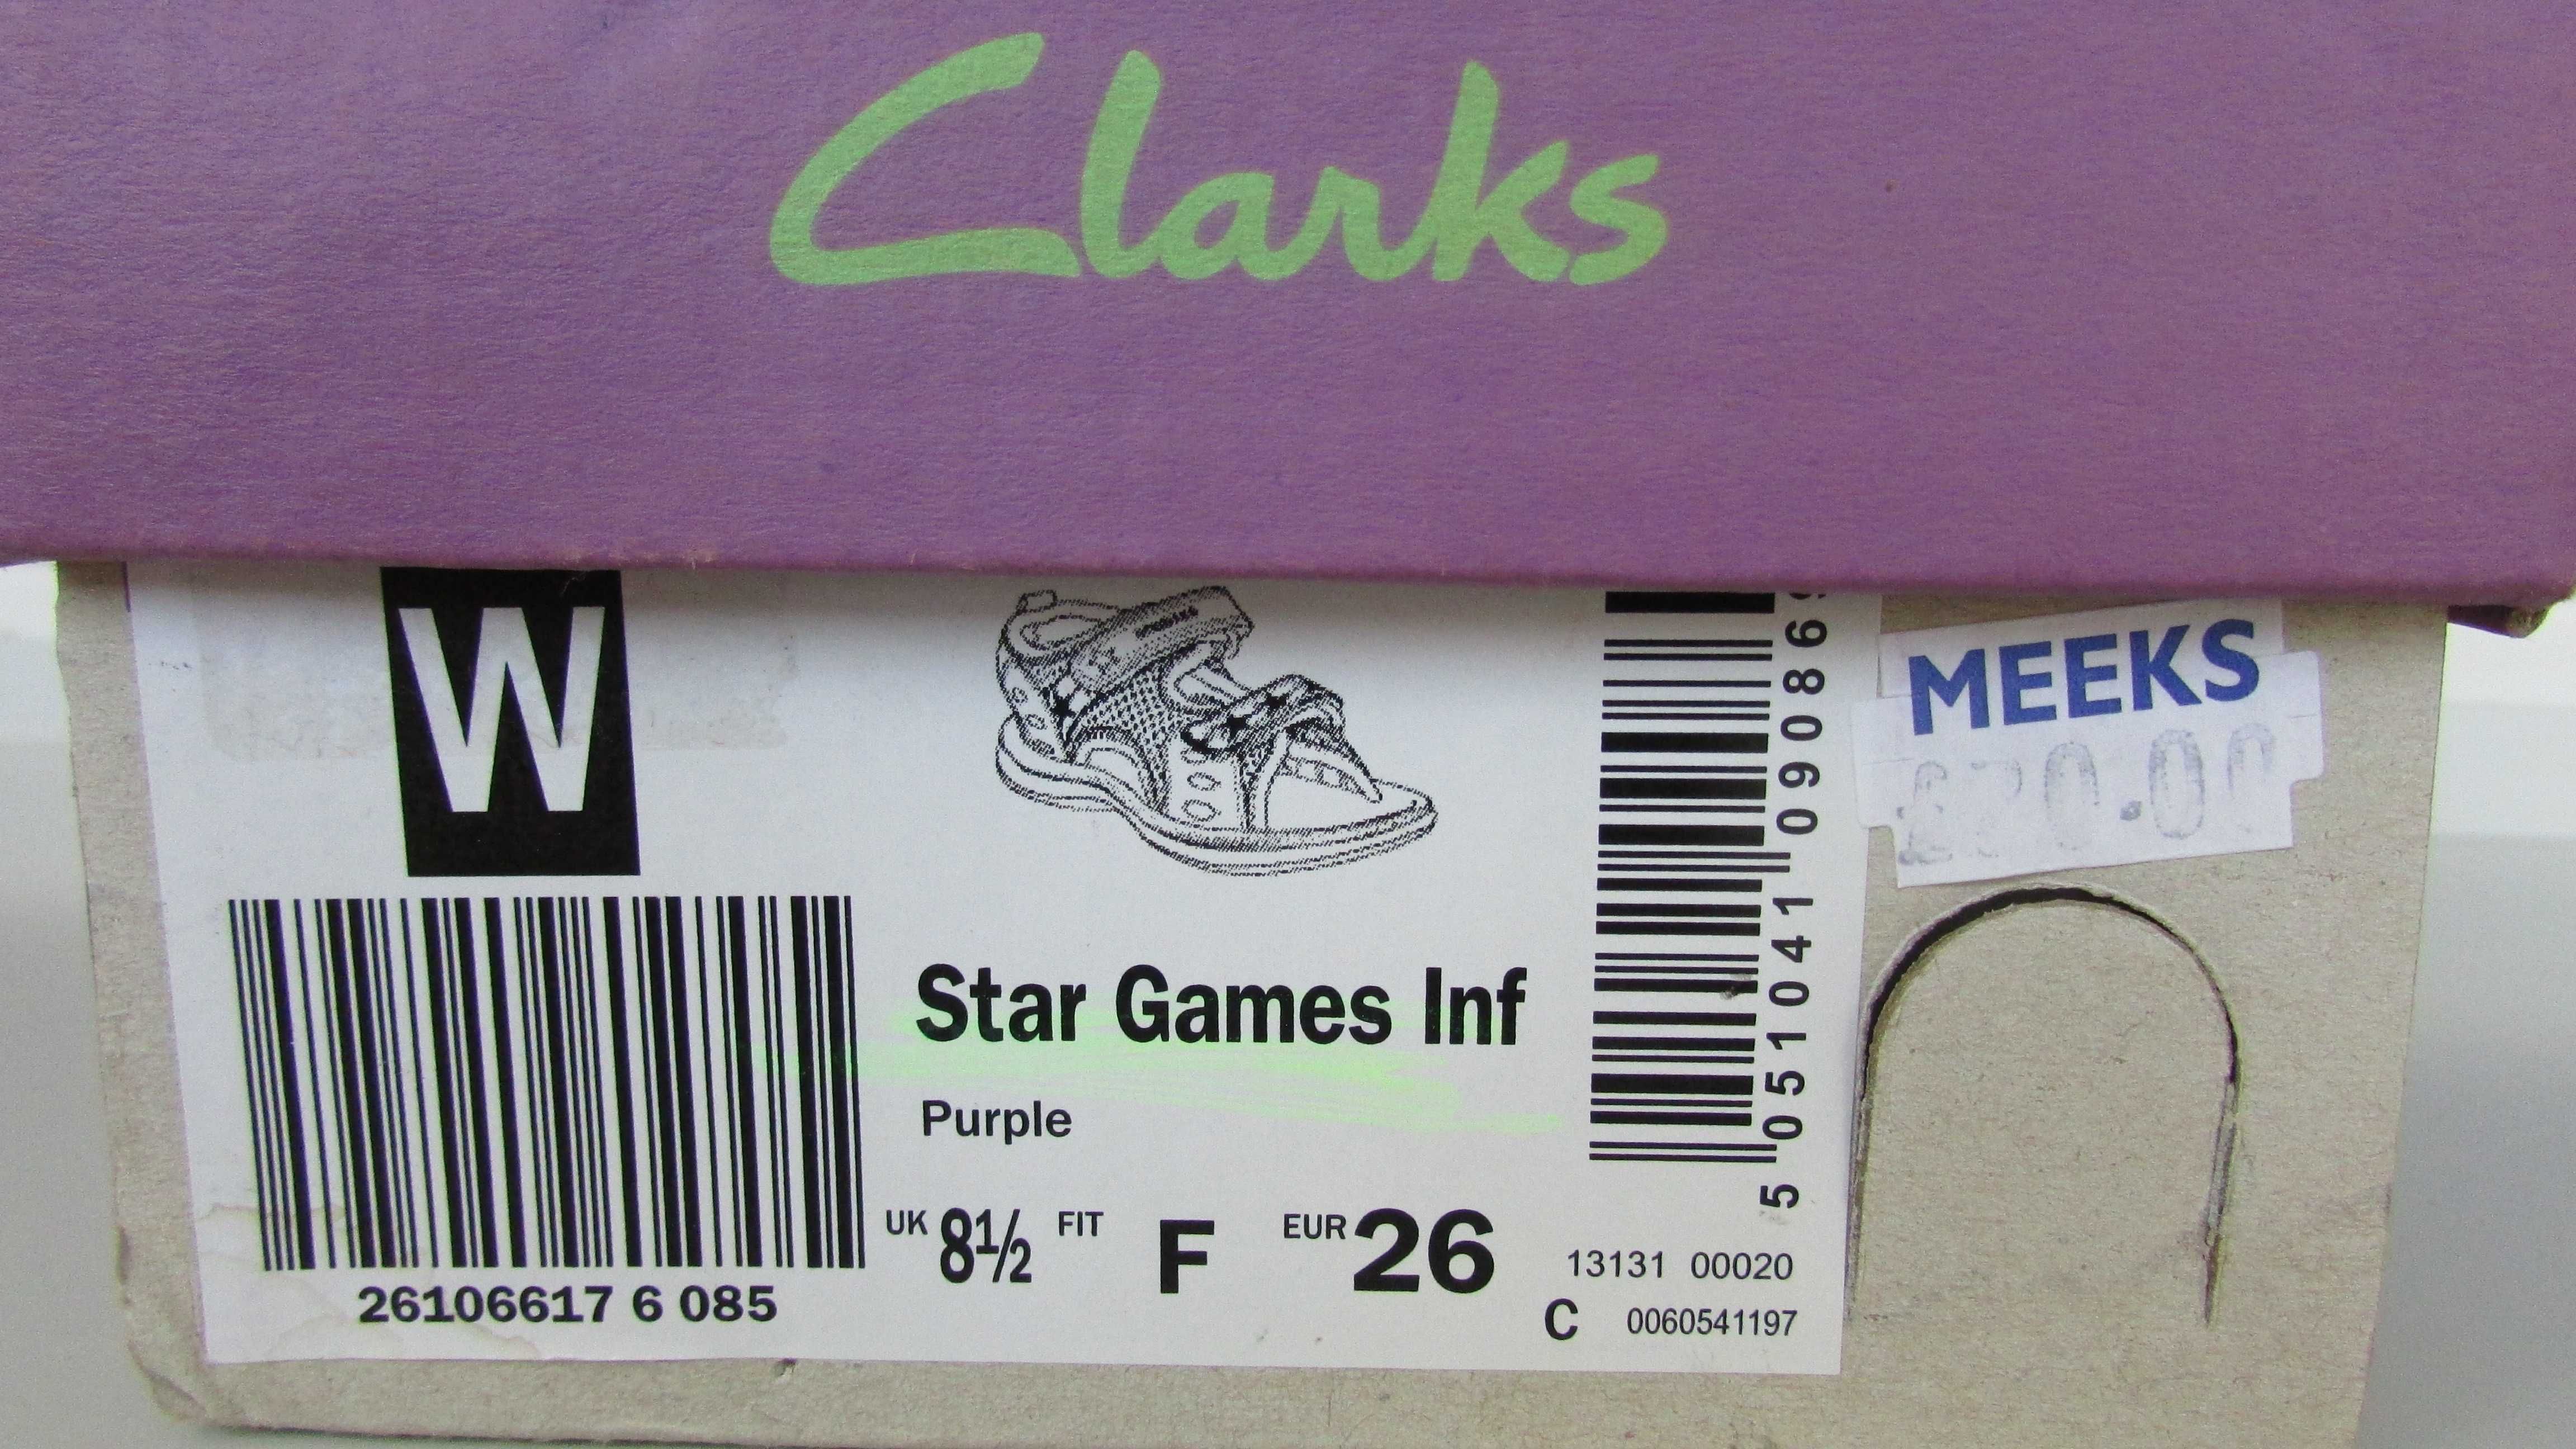 Clarks
W
MEEKS
Star Games Inf
Purple
UK 8½ FIT F EUR 26
26106617 6 085
5 051041 090869
13131 00020
C 0060541197